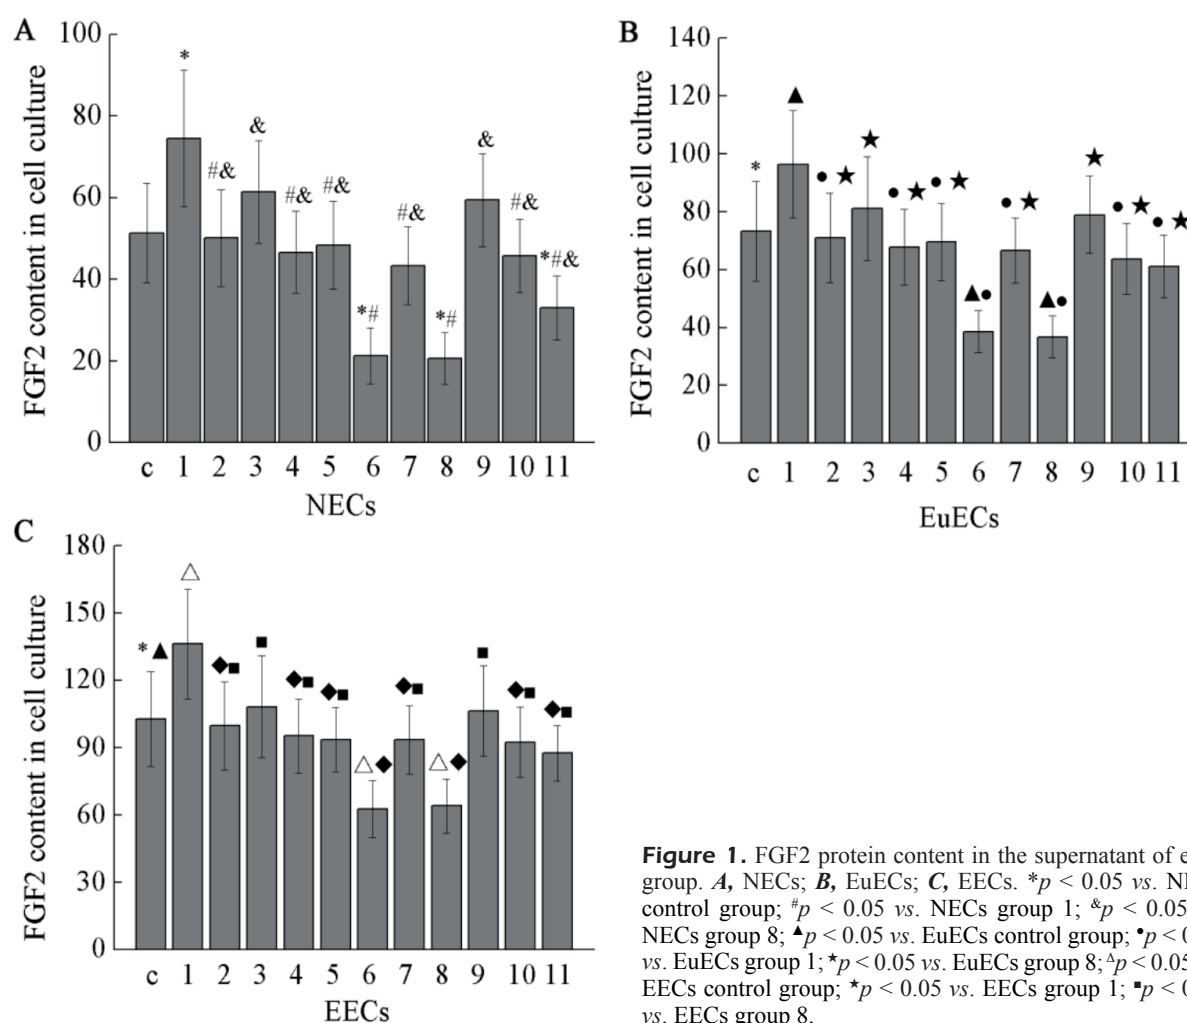 A
100
80
60
40
20
0
FGF2 content in cell culture
*
#&
&
#&
#&
*#
#&
*#
&
#&
*#&
c 1 2 3 4 5 6 7 8 9 10 11
NECs
B
140
120
100
80
60
40
20
0
FGF2 content in cell culture
*
▲
● ★
★
● ★
● ★
▲●
● ★
▲●
★
● ★
● ★
c 1 2 3 4 5 6 7 8 9 10 11
EuECs
C
180
150
120
90
60
30
0
FGF2 content in cell culture
*▲
△
◆■
■
◆■
◆■
△◆
◆■
△◆
■
◆■
◆■
c 1 2 3 4 5 6 7 8 9 10 11
EECs
Figure 1. FGF2 protein content in the supernatant of e
group. A, NECs; B, EuECs; C, EECs. *p < 0.05 vs. NE
control group; #p < 0.05 vs. NECs group 1; &p < 0.05
NECs group 8; ▲p < 0.05 vs. EuECs control group; ●p < 0
vs. EuECs group 1; ★p < 0.05 vs. EuECs group 8; △p < 0.05
EECs control group; ★p < 0.05 vs. EECs group 1; ■p < 0
vs. EECs group 8.